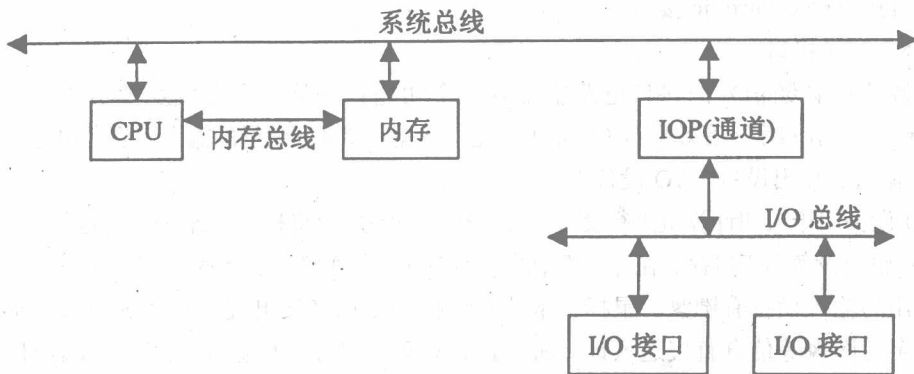 系统总线
CPU
内存总线
内存
IOP(通道)
I/O 总线
I/O 接口
I/O 接口